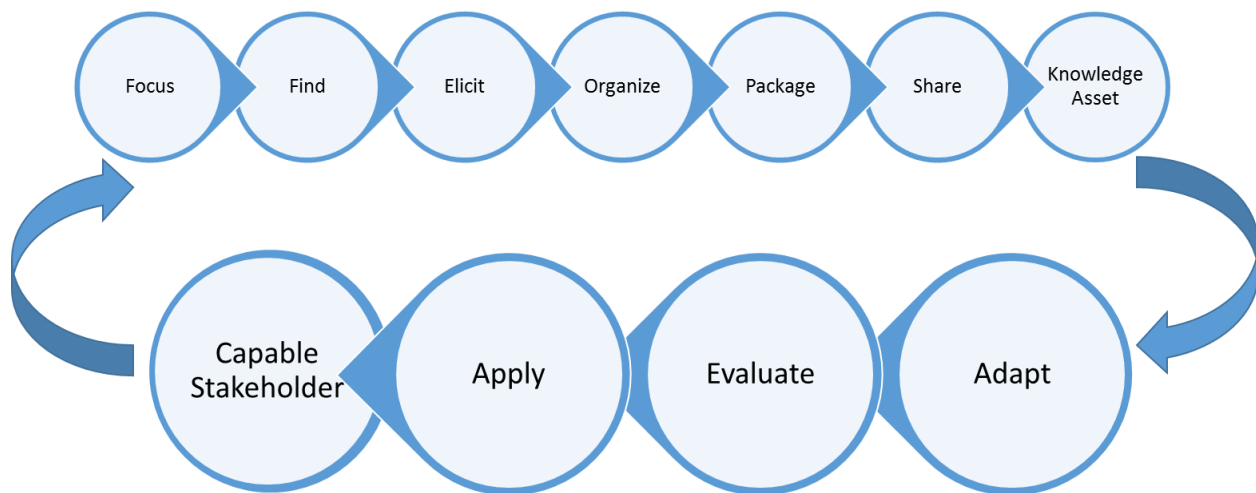 Focus
Find
Elicit
Organize
Package
Share
Knowledge
Asset
Capable
Stakeholder
Apply
Evaluate
Adapt